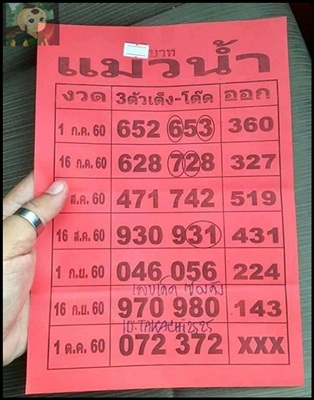 บาท
แมวน้ำ
งวด 3ตัวเต็ง-โต๊ด ออก
1 ก.ค. 60 652 653 360
16 ก.ค. 60 628 728 327
ส.ค. 60 471 742 519
16 ส.ค. 60 930 931 431
1 ก.ย. 60 046 056 224
16 ก.ย. 60 970 980 143
ID.TAKACHi2525
1 ต.ค. 60 072 372 XXX